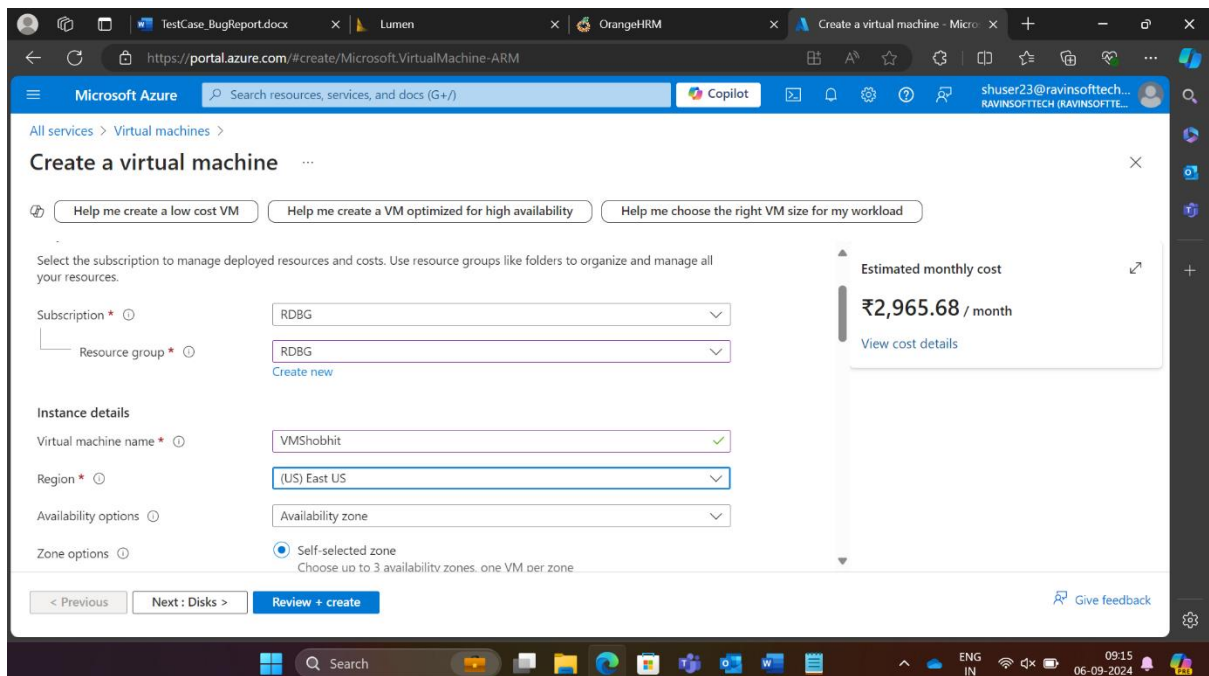 TestCase_BugReport.docx
Lumen
OrangeHRM
Create a virtual machine - Micro
https://portal.azure.com/#create/Microsoft.VirtualMachine-ARM
Microsoft Azure
Search resources, services, and docs (G+/)
Copilot
shuser23@ravinsofttech...
RAVINSOFTTECH (RAVINSOFTTE...
All services > Virtual machines >
Create a virtual machine ...
Help me create a low cost VM
Help me create a VM optimized for high availability
Help me choose the right VM size for my workload
Select the subscription to manage deployed resources and costs. Use resource groups like folders to organize and manage all
your resources.
Subscription *
RDBG
Resource group *
RDBG
Create new
Instance details
Virtual machine name *
VMShobhit
Region *
(US) East US
Availability options
Availability zone
Zone options
Self-selected zone
Choose up to 3 availability zones, one VM per zone
Estimated monthly cost
₹2,965.68 / month
View cost details
< Previous
Next : Disks >
Review + create
Give feedback
Search
ENG
IN
09:15
06-09-2024
PRE